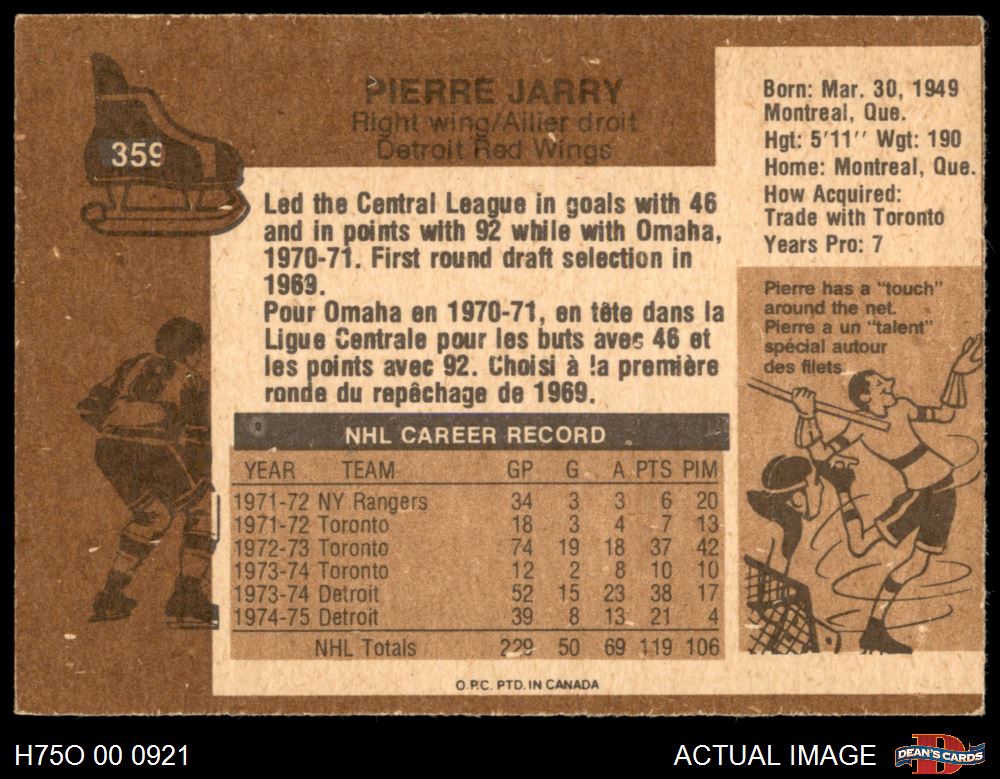 359
PIERRE JARRY
Right wing/Ailier droit
Detroit Red Wings
Born: Mar. 30, 1949
Montreal, Que.
Hgt: 5'11'' Wgt: 190
Home: Montreal, Que.
How Acquired:
Trade with Toronto
Years Pro: 7
Led the Central League in goals with 46
and in points with 92 while with Omaha,
1970-71. First round draft selection in
1969.
Pour Omaha en 1970-71, en tête dans la
Ligue Centrale pour les buts avec 46 et
les points avec 92. Choisi à la première
ronde du repêchage de 1969.
Pierre has a "touch"
around the net.
Pierre a un "talent"
spécial autour
des filets.
NHL CAREER RECORD
YEAR TEAM GP G A PTS PIM
1971-72 NY Rangers 34 3 3 6 20
1971-72 Toronto 18 3 4 7 13
1972-73 Toronto 74 19 18 37 42
1973-74 Toronto 12 2 8 10 10
1973-74 Detroit 52 15 23 38 17
1974-75 Detroit 39 8 13 21 4
NHL Totals 229 50 69 119 106
O.P.C. PTD. IN CANADA
H75O 00 0921
ACTUAL IMAGE
DEAN'S CARDS